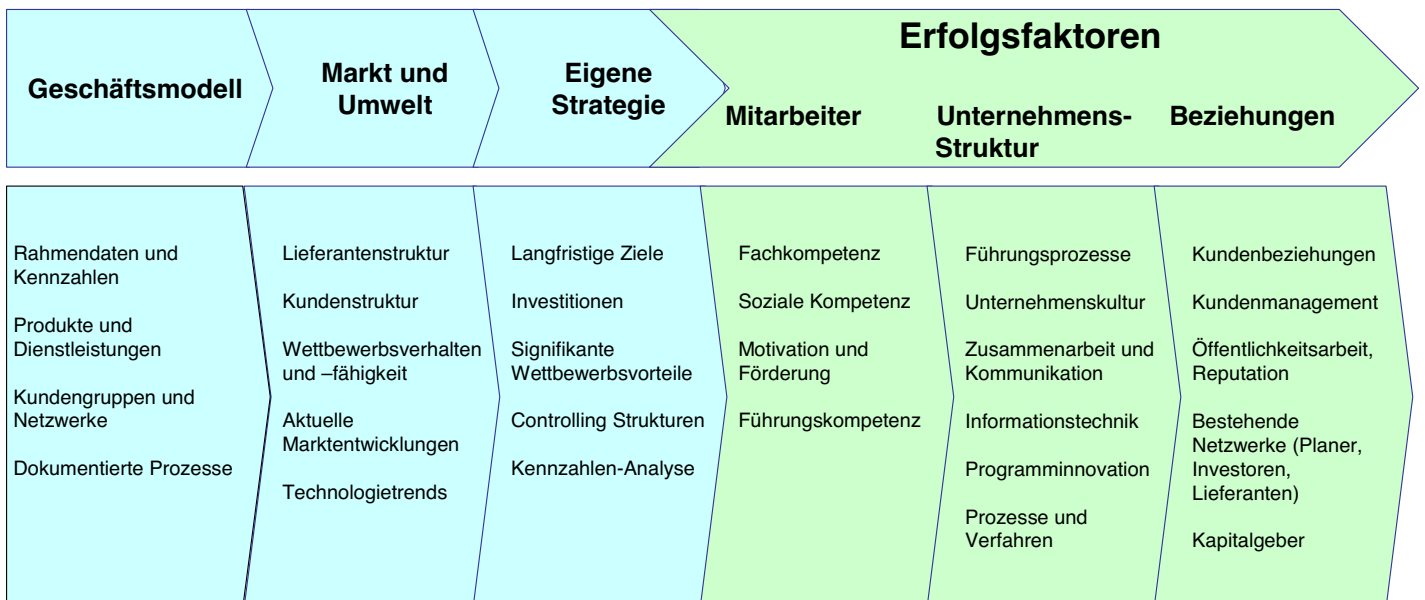 Geschäftsmodell
Markt und
Umwelt
Eigene
Strategie
Erfolgsfaktoren
Mitarbeiter
Unternehmens-
Struktur
Beziehungen
Rahmendaten und
Kennzahlen
Produkte und
Dienstleistungen
Kundengruppen und
Netzwerke
Dokumentierte Prozesse
Lieferantenstruktur
Kundenstruktur
Wettbewerbsverhalten
und –fähigkeit
Aktuelle
Marktentwicklungen
Technologietrends
Langfristige Ziele
Investitionen
Signifikante
Wettbewerbsvorteile
Controlling Strukturen
Kennzahlen-Analyse
Fachkompetenz
Soziale Kompetenz
Motivation und
Förderung
Führungskompetenz
Führungsprozesse
Unternehmenskultur
Zusammenarbeit und
Kommunikation
Informationstechnik
Programminnovation
Prozesse und
Verfahren
Kundenbeziehungen
Kundenmanagement
Öffentlichkeitsarbeit,
Reputation
Bestehende
Netzwerke (Planer,
Investoren,
Lieferanten)
Kapitalgeber